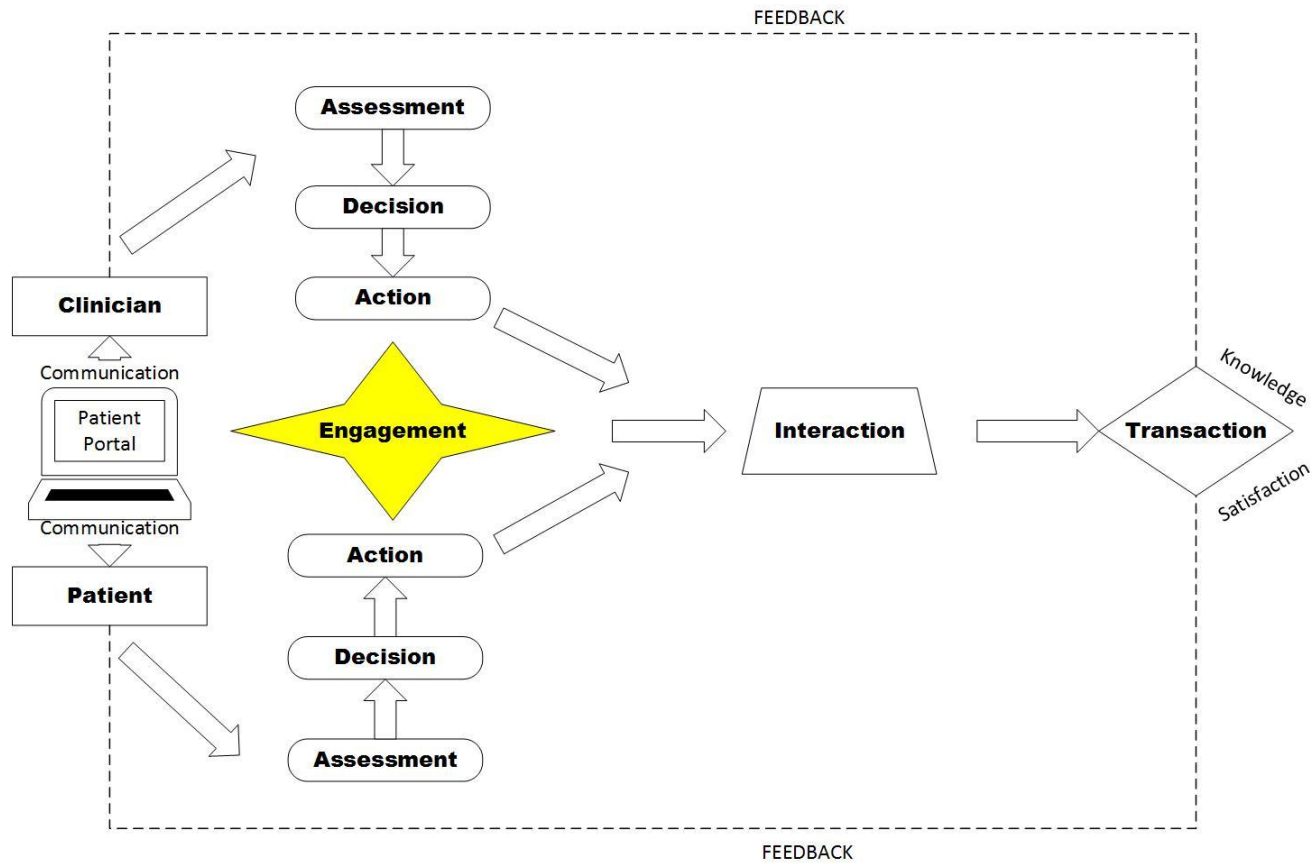 FEEDBACK
Assessment
Decision
Action
Clinician
Communication
Patient
Portal
Communication
Patient
Engagement
Interaction
Transaction
Knowledge
Satisfaction
Action
Decision
Assessment
FEEDBACK